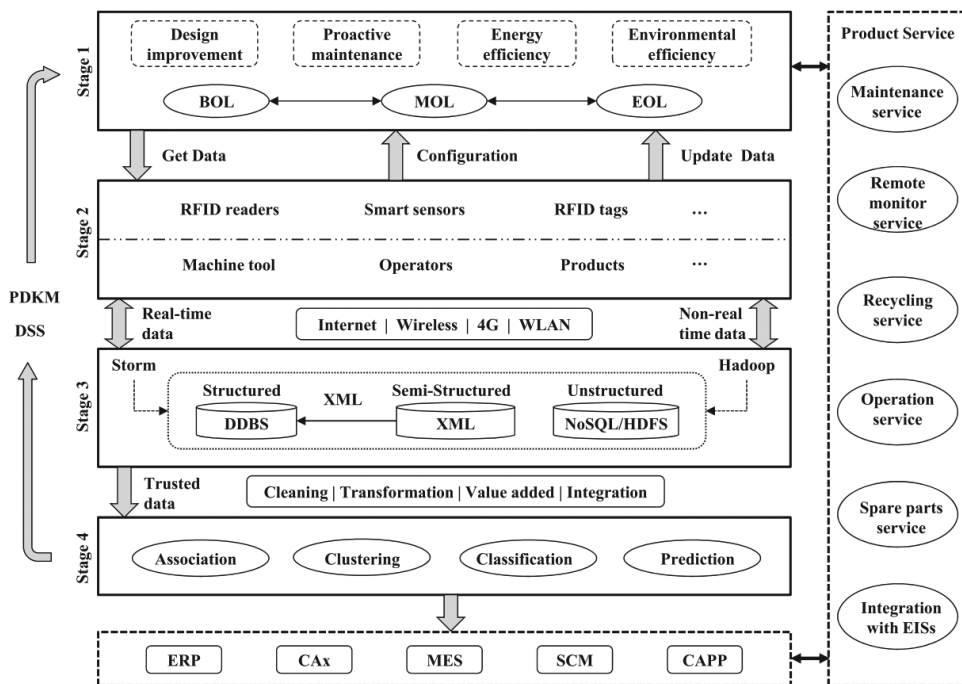 Stage 1
Design
improvement
Proactive
maintenance
Energy
efficiency
Environmental
efficiency
BOL
MOL
EOL
Get Data
Configuration
Update Data
Stage 2
RFID readers
Smart sensors
RFID tags
...
Machine tool
Operators
Products
...
Real-time
data
Internet | Wireless | 4G | WLAN
Non-real
time data
PDKM
DSS
Stage 3
Storm
Hadoop
Structured
Semi-Structured
Unstructured
XML
DDBS
XML
NoSQL/HDFS
Trusted
data
Cleaning | Transformation | Value added | Integration
Stage 4
Association
Clustering
Classification
Prediction
ERP
CAx
MES
SCM
CAPP
Product Service
Maintenance
service
Remote
monitor
service
Recycling
service
Operation
service
Spare parts
service
Integration
with EISs